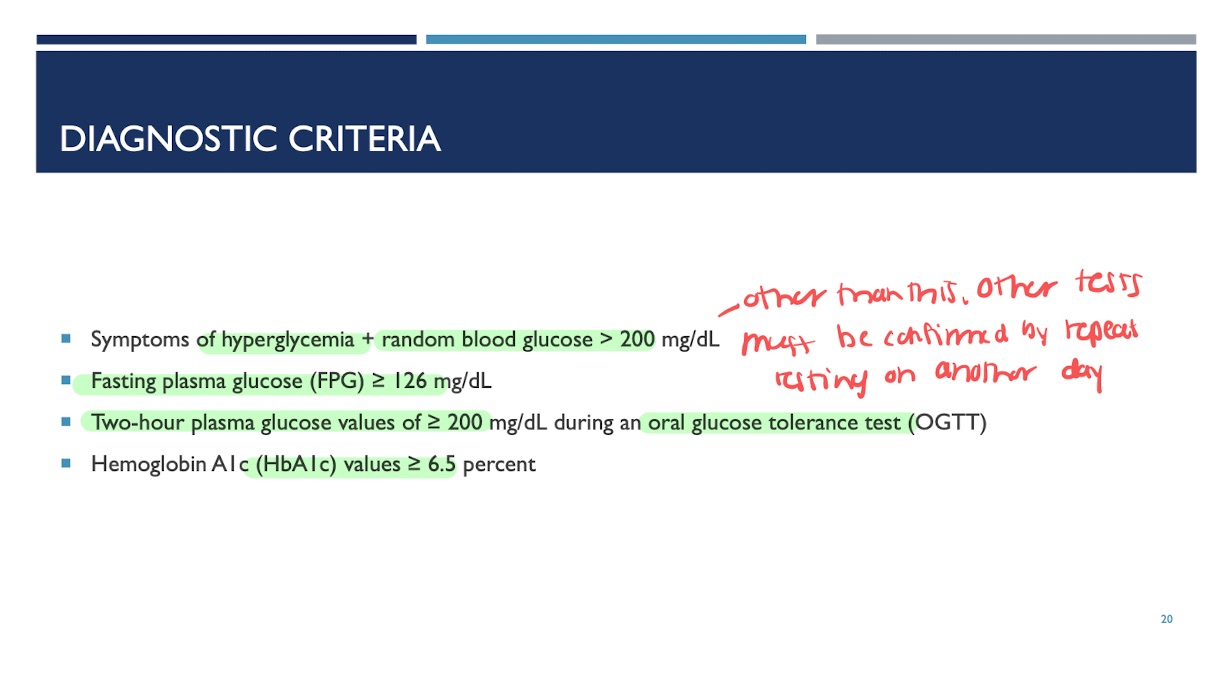 DIAGNOSTIC CRITERIA
other than this. Other tests
must be confirmed by repeat
testing on another day
Symptoms of hyperglycemia + random blood glucose > 200 mg/dL
Fasting plasma glucose (FPG) ≥ 126 mg/dL
Two-hour plasma glucose values of ≥ 200 mg/dL during an oral glucose tolerance test (OGTT)
Hemoglobin A1c (HbA1c) values ≥ 6.5 percent
20